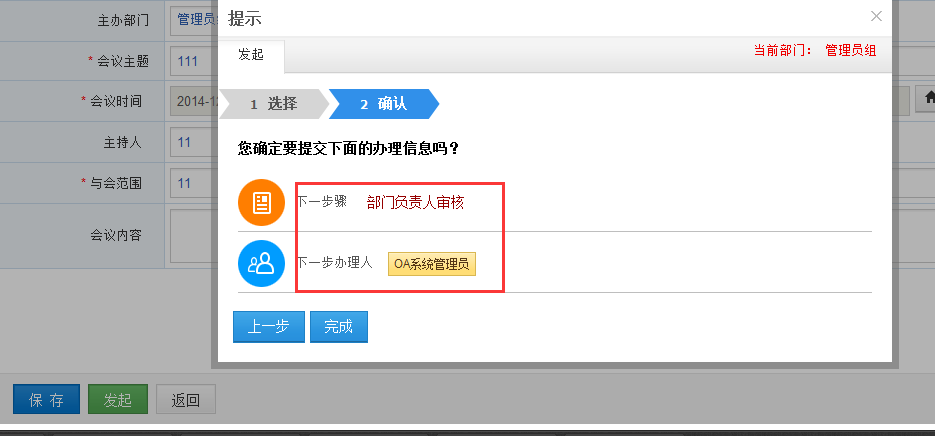 主办部门 管理员
提示
* 会议主题 111
发起
当前部门： 管理员组
* 会议时间 2014-12
1 选择
2 确认
主持人 11
您确定要提交下面的办理信息吗？
* 与会范围 11
下一步骤 部门负责人审核
会议内容
下一步办理人 OA系统管理员
上一步 完成
保 存 发起 返回